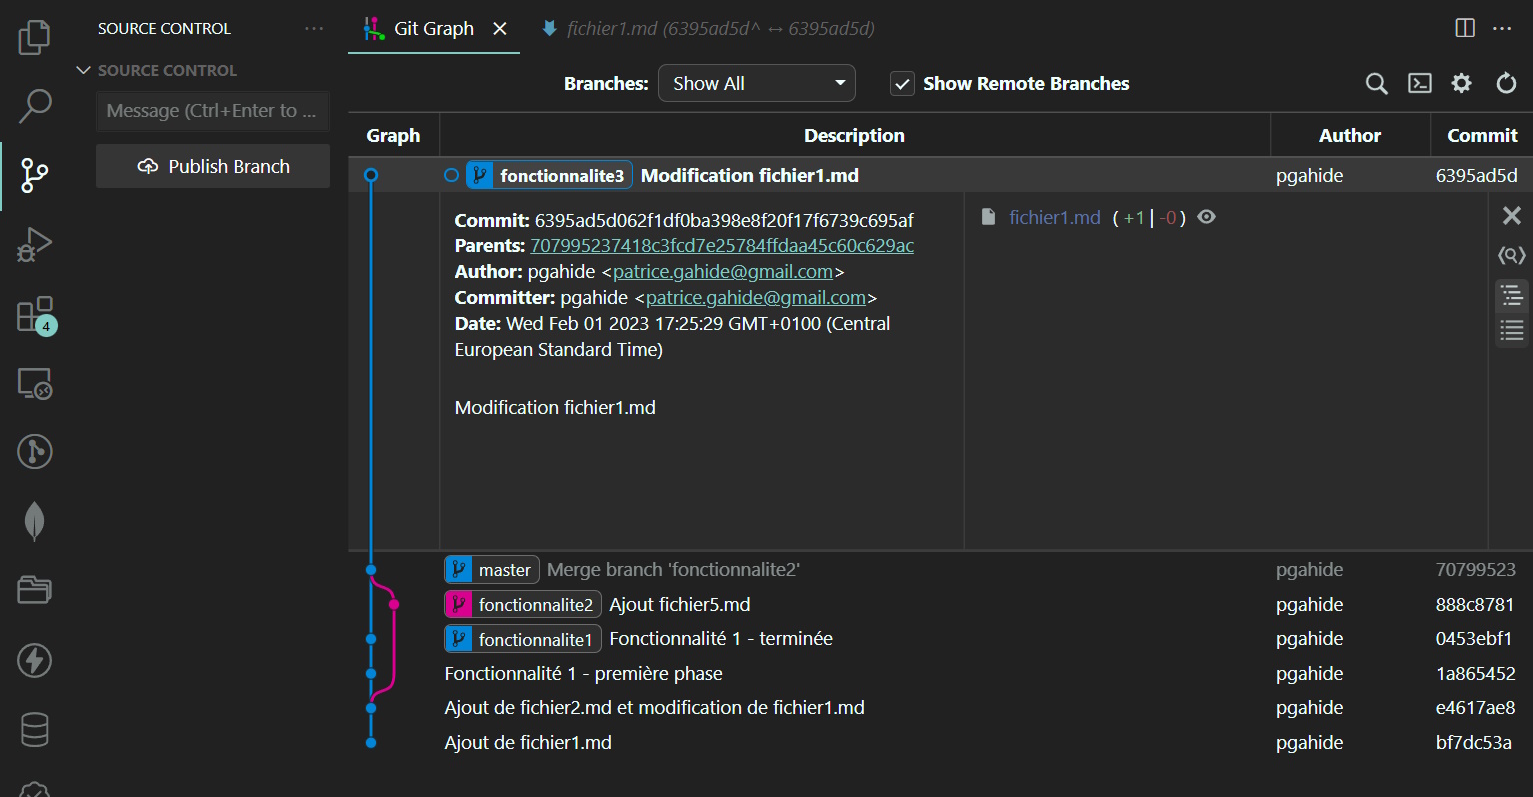 SOURCE CONTROL ···
SOURCE CONTROL
Message (Ctrl+Enter to ...
Publish Branch
4
Git Graph
fichier1.md (6395ad5d^ ↔ 6395ad5d)
Branches: Show All
Show Remote Branches
Graph Description Author Commit
fonctionnalite3 Modification fichier1.md pgahide 6395ad5d
Commit: 6395ad5d062f1df0ba398e8f20f17f6739c695af
Parents: 707995237418c3fcd7e25784ffdaa45c60c629ac
Author: pgahide <patrice.gahide@gmail.com>
Committer: pgahide <patrice.gahide@gmail.com>
Date: Wed Feb 01 2023 17:25:29 GMT+0100 (Central
European Standard Time)
Modification fichier1.md
fichier1.md (+1|-0)
master Merge branch 'fonctionnalite2' pgahide 70799523
fonctionnalite2 Ajout fichier5.md pgahide 888c8781
fonctionnalite1 Fonctionnalité 1 - terminée pgahide 0453ebf1
Fonctionnalité 1 - première phase pgahide 1a865452
Ajout de fichier2.md et modification de fichier1.md pgahide e4617ae8
Ajout de fichier1.md pgahide bf7dc53a